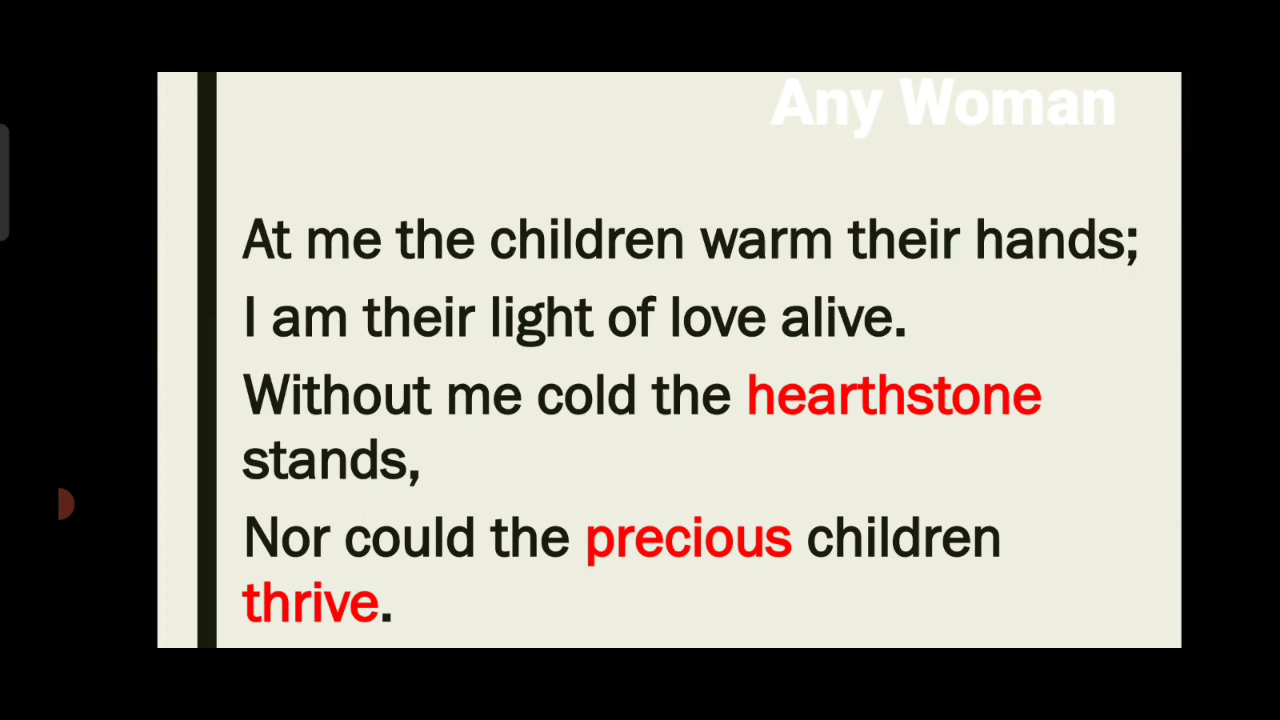 Any Woman
At me the children warm their hands;
I am their light of love alive.
Without me cold the hearthstone
stands,
Nor could the precious children
thrive.